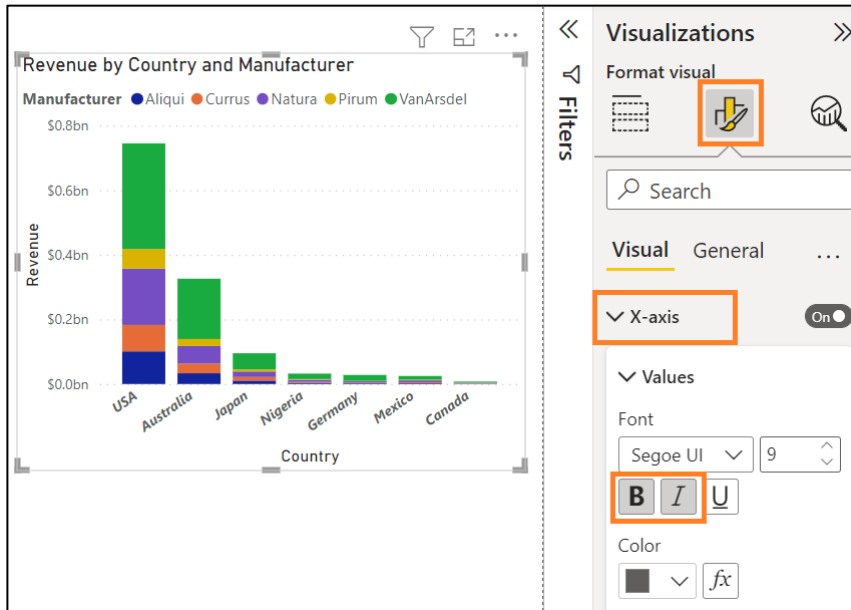 Revenue by Country and Manufacturer
Manufacturer Aliqui Currus Natura Pirum VanArsdel
$0.8bn
$0.6bn
$0.4bn
$0.2bn
$0.0bn
Revenue
USA
Australia
Japan
Nigeria
Germany
Mexico
Canada
Country
Filters
Visualizations
Format visual
Search
Visual General
X-axis On
Values
Font
Segoe UI 9
B I U
Color
fx